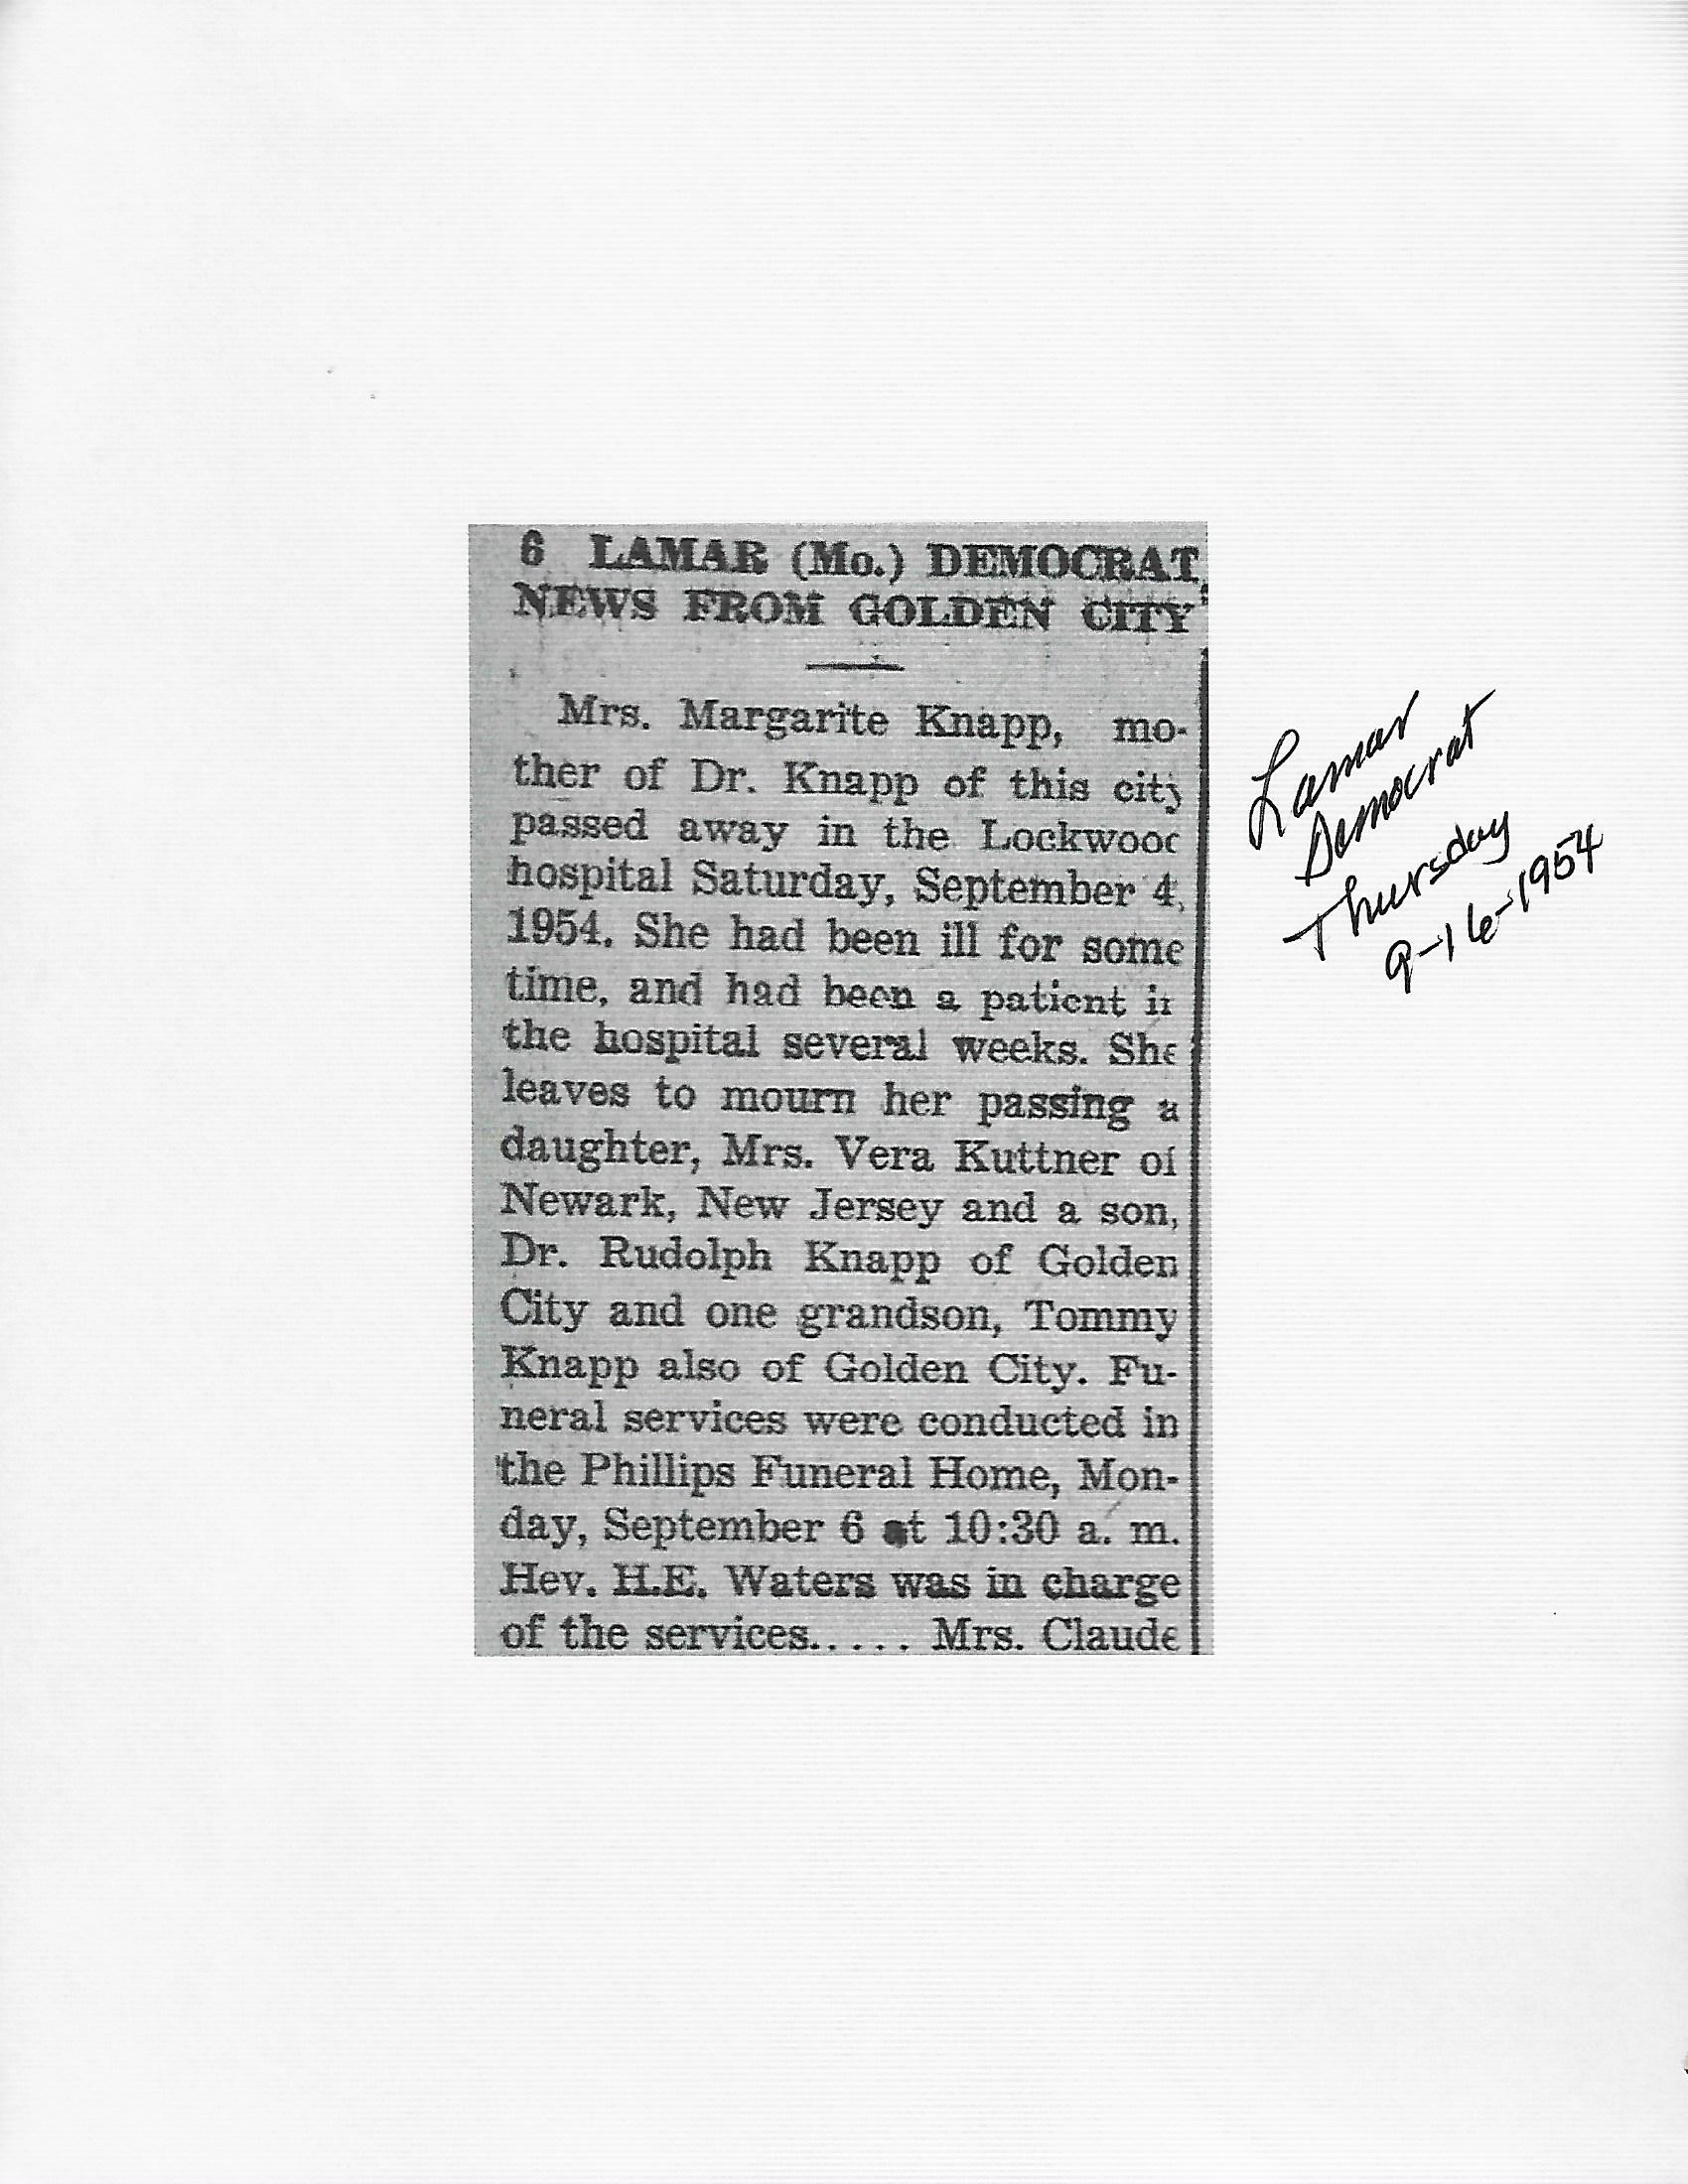 6 LAMAR (Mo.) DEMOCRAT,
NEWS FROM GOLDEN CITY
Mrs. Margarite Knapp, mo-
ther of Dr. Knapp of this city
passed away in the Lockwood
hospital Saturday, September 4,
1954. She had been ill for some
time, and had been a patient in
the hospital several weeks. She
leaves to mourn her passing a
daughter, Mrs. Vera Kuttner of
Newark, New Jersey and a son,
Dr. Rudolph Knapp of Golden
City and one grandson, Tommy
Knapp also of Golden City. Fu-
neral services were conducted in
the Phillips Funeral Home, Mon-
day, September 6 at 10:30 a. m.
Hev. H.E. Waters was in charge
of the services..... Mrs. Claude
Lamar
Democrat
Thursday
9-16-1954